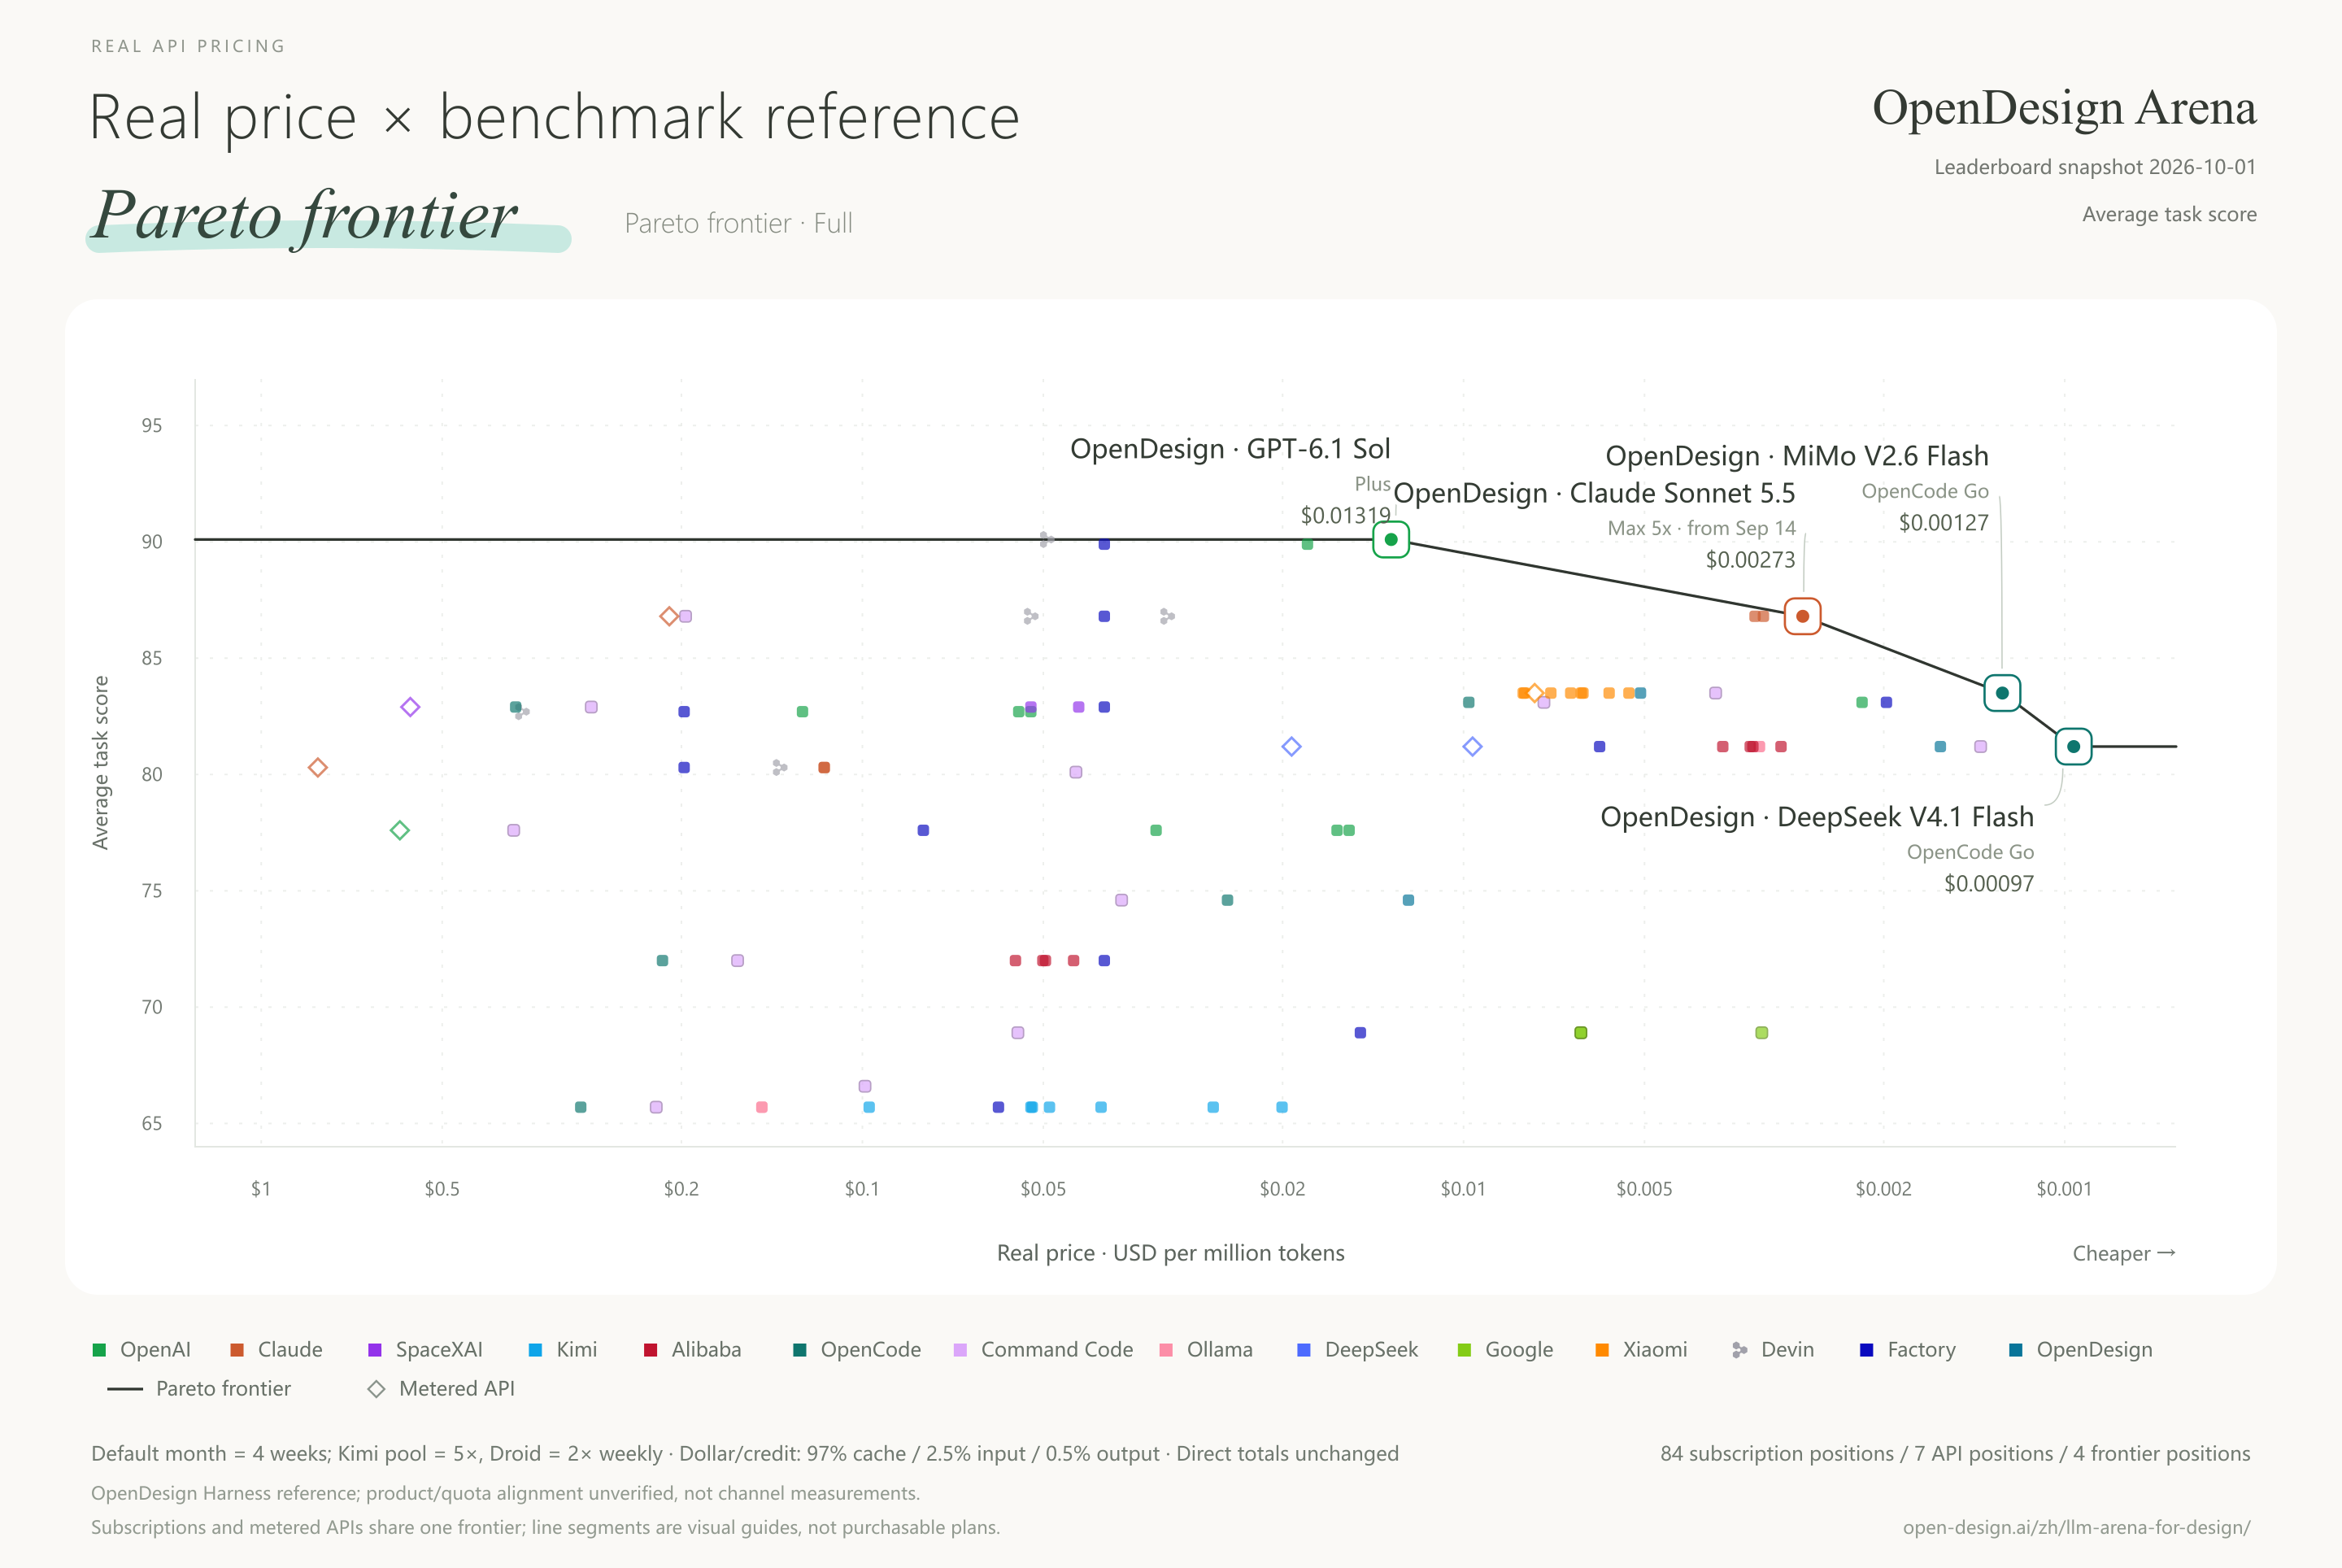 REAL API PRICING
Real price × benchmark reference
Pareto frontier
Pareto frontier · Full
OpenDesign Arena
Leaderboard snapshot 2026-10-01
Average task score
OpenDesign · GPT-6.1 Sol
Plus
$0.01319
OpenDesign · Claude Sonnet 5.5
Max 5x · from Sep 14
$0.00273
OpenDesign · MiMo V2.6 Flash
OpenCode Go
$0.00127
OpenDesign · DeepSeek V4.1 Flash
OpenCode Go
$0.00097
Average task score
95
90
85
80
75
70
65
$1 $0.5 $0.2 $0.1 $0.05 $0.02 $0.01 $0.005 $0.002 $0.001
Real price · USD per million tokens
Cheaper →
OpenAI Claude SpaceXAI Kimi Alibaba OpenCode Command Code Ollama DeepSeek Google Xiaomi Devin Factory OpenDesign
Pareto frontier Metered API
Default month = 4 weeks; Kimi pool = 5×, Droid = 2× weekly · Dollar/credit: 97% cache / 2.5% input / 0.5% output · Direct totals unchanged
84 subscription positions / 7 API positions / 4 frontier positions
OpenDesign Harness reference; product/quota alignment unverified, not channel measurements.
Subscriptions and metered APIs share one frontier; line segments are visual guides, not purchasable plans.
open-design.ai/zh/llm-arena-for-design/